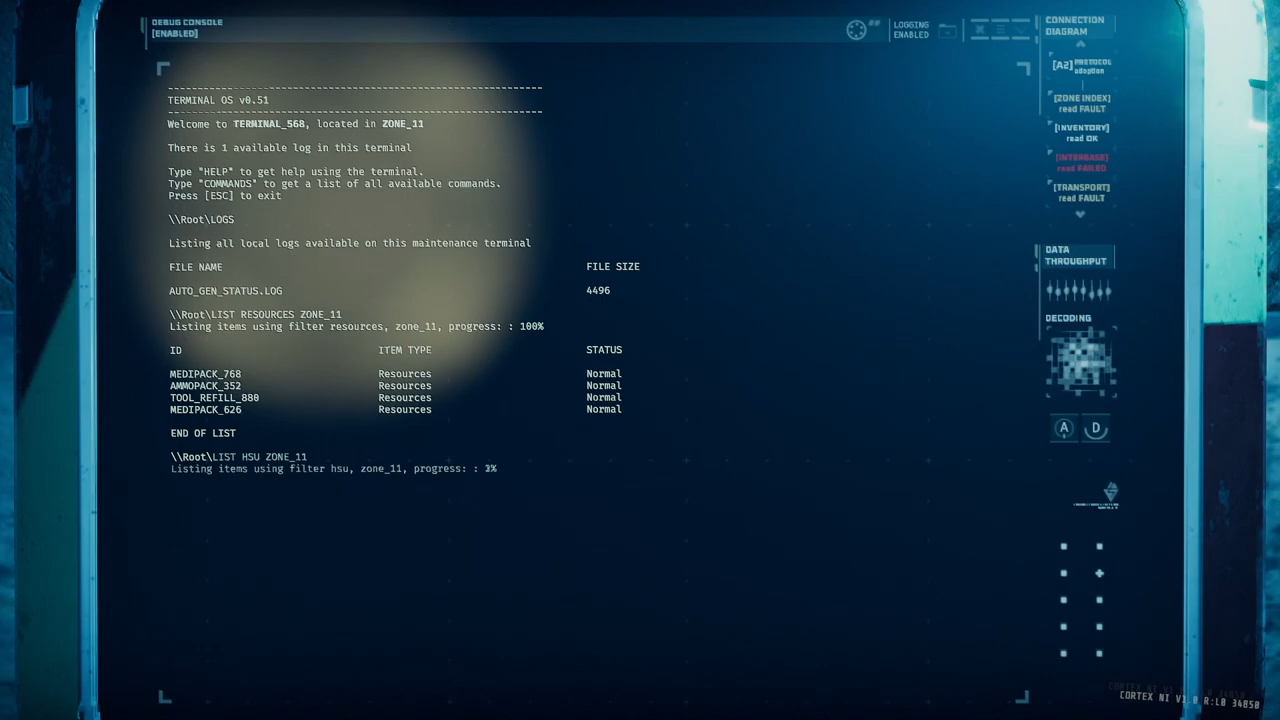 DEBUG CONSOLE
[ENABLED]
LOGGING
ENABLED
------------------------------------------------------------------
TERMINAL OS v0.51
------------------------------------------------------------------
Welcome to TERMINAL_568, located in ZONE_11
There is 1 available log in this terminal
Type "HELP" to get help using the terminal.
Type "COMMANDS" to get a list of all available commands.
Press [ESC] to exit
\\Root\LOGS
Listing all local logs available on this maintenance terminal
FILE NAME FILE SIZE
AUTO_GEN_STATUS.LOG 4496
\\Root\LIST RESOURCES ZONE_11
Listing items using filter resources, zone_11, progress: : 100%
ID ITEM TYPE STATUS
MEDIPACK_768 Resources Normal
AMMOPACK_352 Resources Normal
TOOL_REFILL_880 Resources Normal
MEDIPACK_626 Resources Normal
END OF LIST
\\Root\LIST HSU ZONE_11
Listing items using filter hsu, zone_11, progress: :
CONNECTION
DIAGRAM
[A2] PROTOCOL
adaption
[ZONE INDEX]
read FAULT
[INVENTORY]
read OK
[INTERBASE]
read FAILED
[TRANSPORT]
read FAULT
DATA
THROUGHPUT
DECODING
A D
CORTEX NI V1.0 R:L0 34850